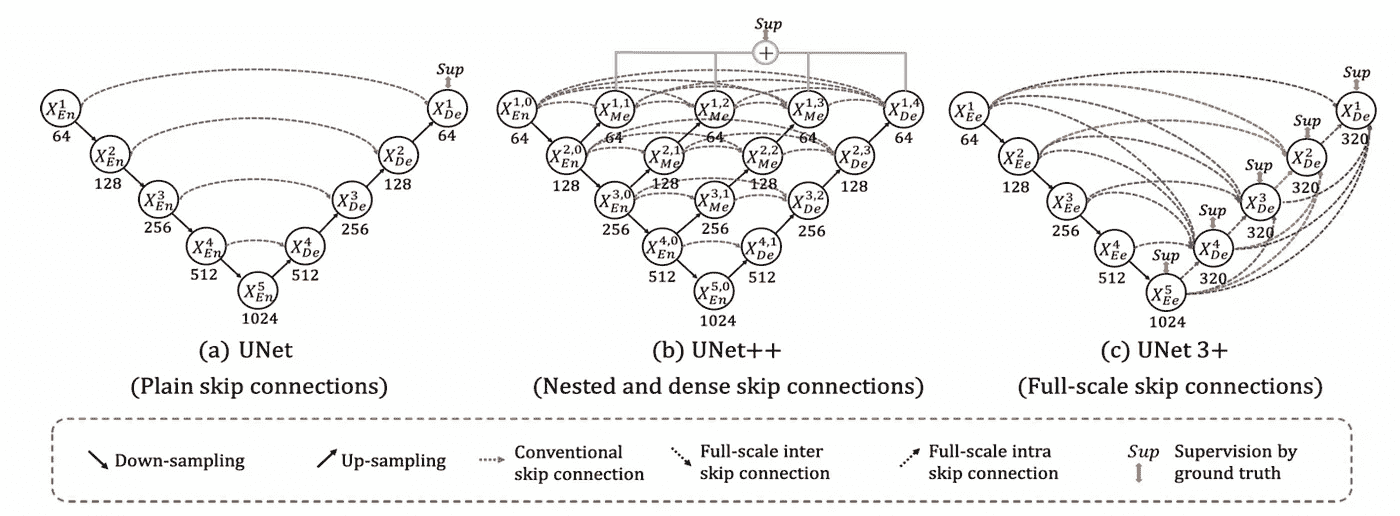 Sup
Sup
Sup
X_{En}^{1}
X_{De}^{1}
X_{En}^{1,0}
X_{Me}^{1,1}
X_{Me}^{1,2}
X_{Me}^{1,3}
X_{De}^{1,4}
X_{Ee}^{1}
X_{De}^{1}
64
64
64
64
64
64
64
64
320
Sup
X_{En}^{2}
X_{De}^{2}
X_{En}^{2,0}
X_{Me}^{2,1}
X_{Me}^{2,2}
X_{De}^{2,3}
X_{Ee}^{2}
X_{De}^{2}
128
128
128
128
128
128
128
320
Sup
X_{En}^{3}
X_{De}^{3}
X_{En}^{3,0}
X_{Me}^{3,1}
X_{De}^{3,2}
X_{Ee}^{3}
X_{De}^{3}
256
256
256
256
256
256
320
Sup
X_{En}^{4}
X_{De}^{4}
X_{En}^{4,0}
X_{De}^{4,1}
X_{Ee}^{4}
X_{De}^{4}
512
512
512
512
512
320
Sup
X_{En}^{5}
X_{En}^{5,0}
X_{Ee}^{5}
1024
1024
1024
(a) UNet
(b) UNet++
(c) UNet 3+
(Plain skip connections)
(Nested and dense skip connections)
(Full-scale skip connections)
Down-sampling
Up-sampling
Conventional
skip connection
Full-scale inter
skip connection
Full-scale intra
skip connection
Sup
Supervision by
ground truth